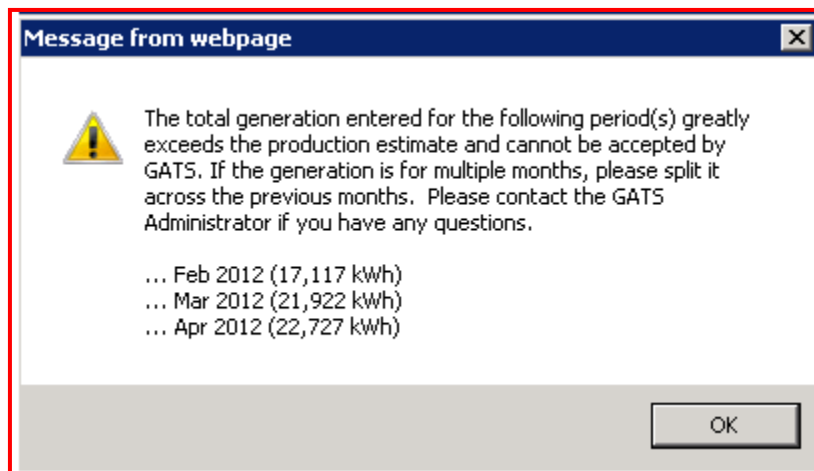 Message from webpage
The total generation entered for the following period(s) greatly
exceeds the production estimate and cannot be accepted by
GATS. If the generation is for multiple months, please split it
across the previous months.  Please contact the GATS
Administrator if you have any questions.
... Feb 2012 (17,117 kWh)
... Mar 2012 (21,922 kWh)
... Apr 2012 (22,727 kWh)
OK